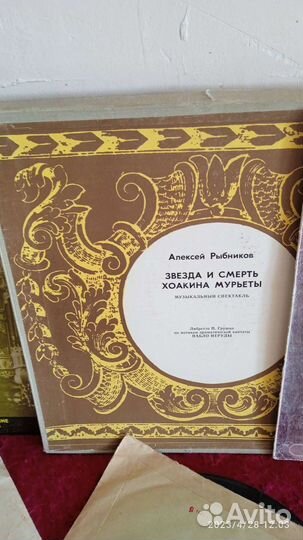 Алексей Рыбников
ЗВЕЗДА И СМЕРТЬ
ХОАКИНА МУРЬЕТЫ
МУЗЫКАЛЬНЫЙ СПЕКТАКЛЬ
Либретто П. Грушко
по мотивам драматической кантаты
ПАБЛО НЕРУДЫ
2023/4/28 12:03
Avito